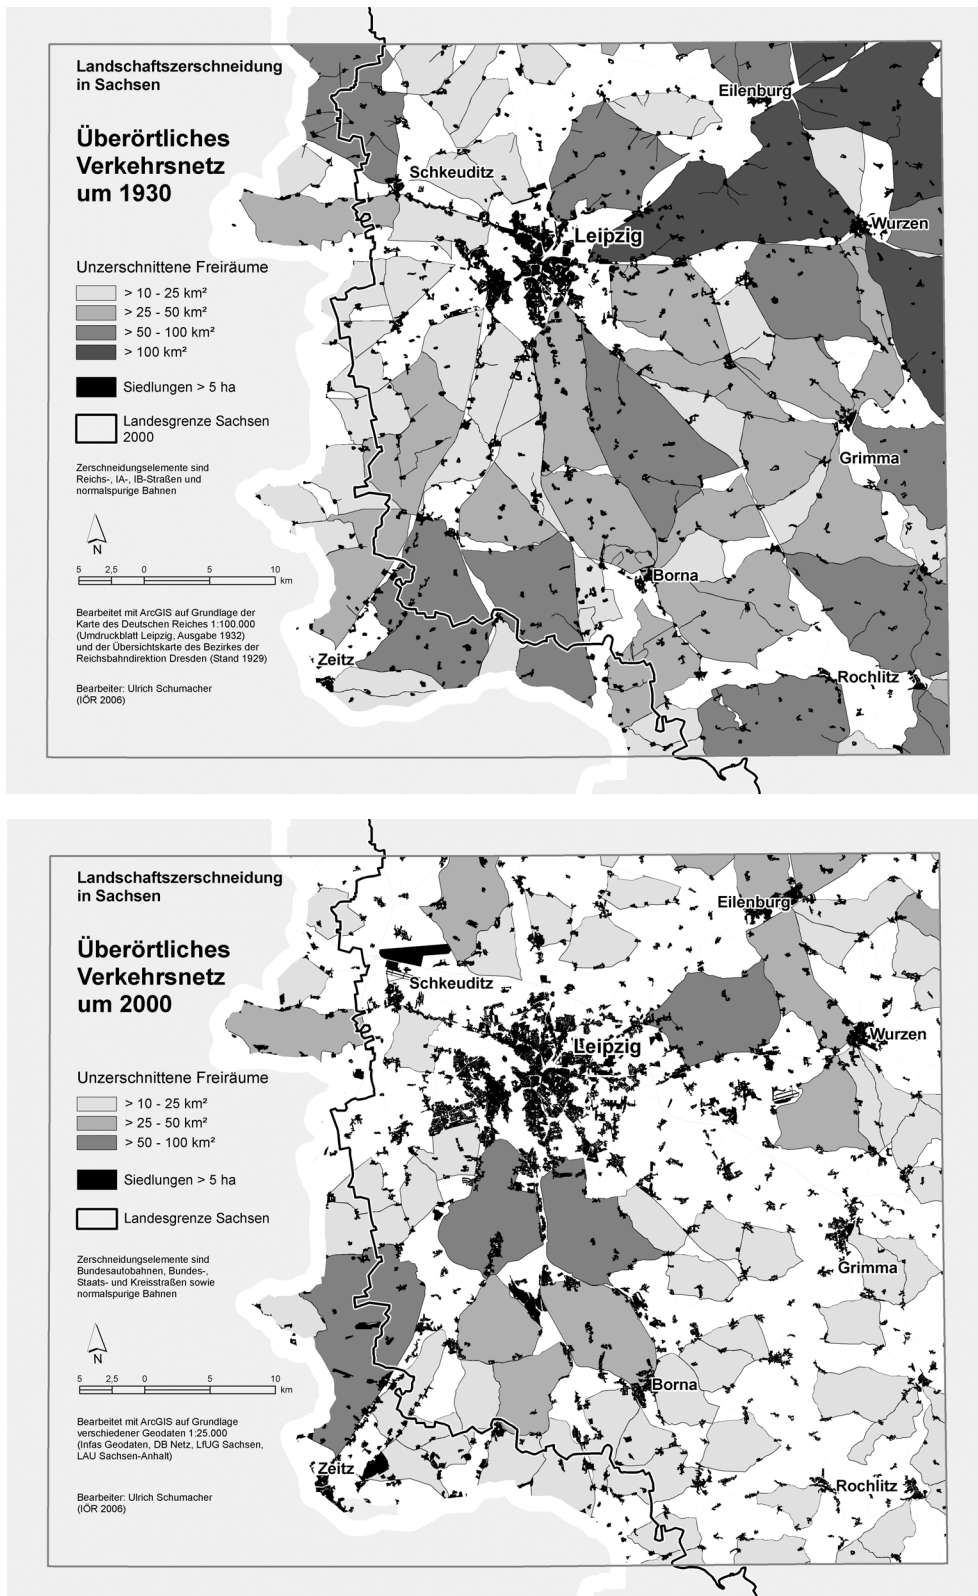 Landschaftszerschneidung
in Sachsen
Überörtliches
Verkehrsnetz
um 1930
Unzerschnittene Freiräume
> 10 - 25 km²
> 25 - 50 km²
> 50 - 100 km²
> 100 km²
Siedlungen > 5 ha
Landesgrenze Sachsen
2000
Zerschneidungselemente sind
Reichs-, IA-, IB-Straßen und
normalspurige Bahnen
N
5 2,5 0 5 10
km
Bearbeitet mit ArcGIS auf Grundlage der
Karte des Deutschen Reiches 1:100.000
(Umdruckblatt Leipzig, Ausgabe 1932)
und der Übersichtskarte des Bezirkes der
Reichsbahndirektion Dresden (Stand 1929)
Bearbeiter: Ulrich Schumacher
(IÖR 2006)
Eilenburg
Schkeuditz
Wurzen
Leipzig
Grimma
Borna
Zeitz
Rochlitz
Landschaftszerschneidung
in Sachsen
Überörtliches
Verkehrsnetz
um 2000
Unzerschnittene Freiräume
> 10 - 25 km²
> 25 - 50 km²
> 50 - 100 km²
Siedlungen > 5 ha
Landesgrenze Sachsen
Zerschneidungselemente sind
Bundesautobahnen, Bundes-,
Staats- und Kreisstraßen sowie
normalspurige Bahnen
N
5 2,5 0 5 10
km
Bearbeitet mit ArcGIS auf Grundlage
verschiedener Geodaten 1:25.000
(Infas Geodaten, DB Netz, LfUG Sachsen,
LAU Sachsen-Anhalt)
Bearbeiter: Ulrich Schumacher
(IÖR 2006)
Eilenburg
Schkeuditz
Wurzen
Leipzig
Grimma
Borna
Zeitz
Rochlitz